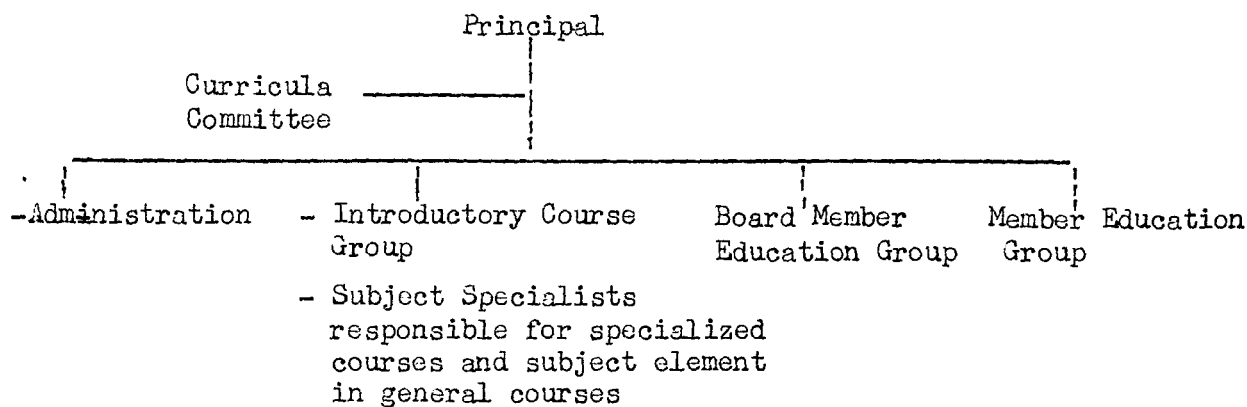 Principal
Curricula
Committee
-Administration
- Introductory Course
Group
- Subject Specialists
responsible for specialized
courses and subject element
in general courses
Board Member
Education Group
Member Education
Group